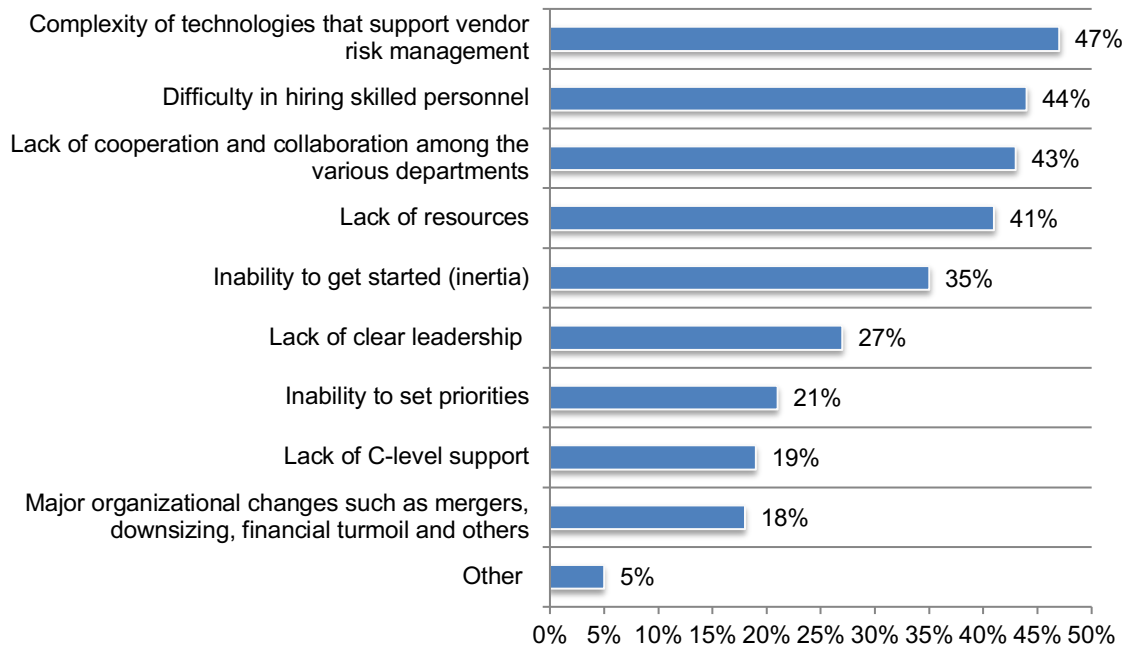 Complexity of technologies that support vendor
risk management
47%
Difficulty in hiring skilled personnel
44%
Lack of cooperation and collaboration among the
various departments
43%
Lack of resources
41%
Inability to get started (inertia)
35%
Lack of clear leadership
27%
Inability to set priorities
21%
Lack of C-level support
19%
Major organizational changes such as mergers,
downsizing, financial turmoil and others
18%
Other
5%
0% 5% 10% 15% 20% 25% 30% 35% 40% 45% 50%